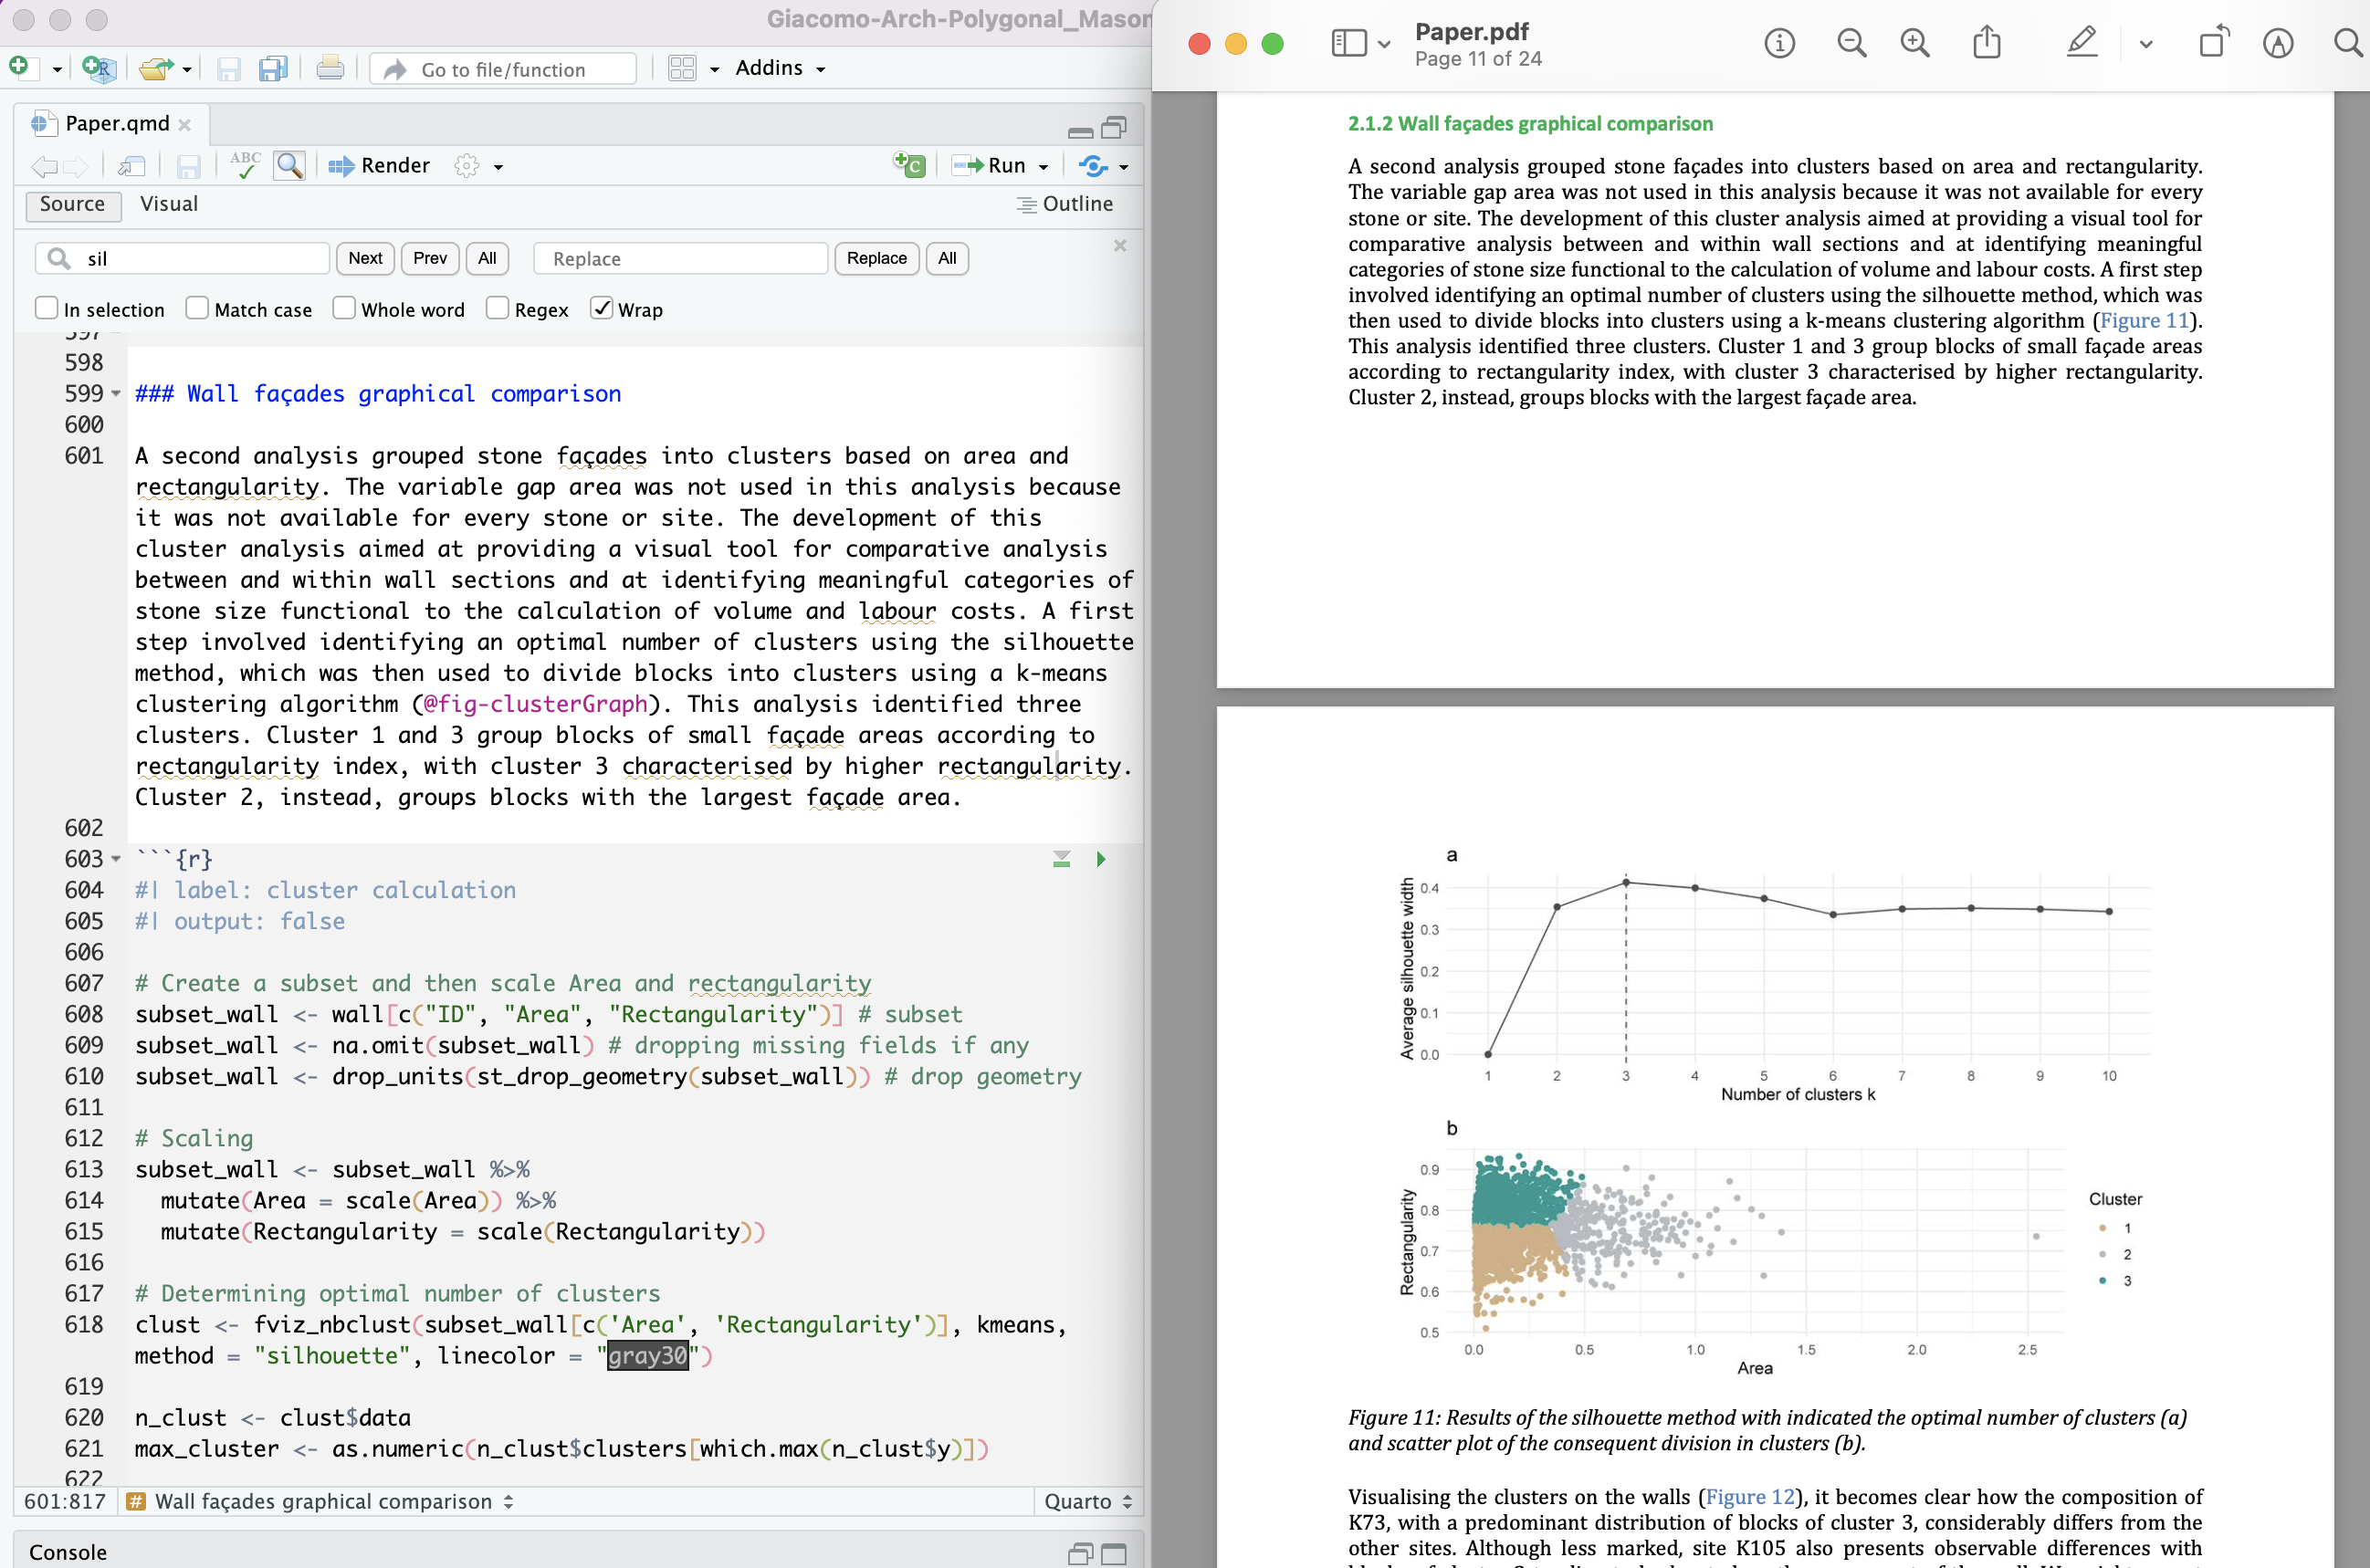 Giacomo-Arch-Polygonal_Mason
Go to file/function
Addins
Paper.qmd
ABC
Render
Run
Source
Visual
Outline
sil
Next
Prev
All
Replace
Replace
All
In selection
Match case
Whole word
Regex
Wrap
597
598
599
### Wall façades graphical comparison
600
601
A second analysis grouped stone façades into clusters based on area and
rectangularity. The variable gap area was not used in this analysis because
it was not available for every stone or site. The development of this
cluster analysis aimed at providing a visual tool for comparative analysis
between and within wall sections and at identifying meaningful categories of
stone size functional to the calculation of volume and labour costs. A first
step involved identifying an optimal number of clusters using the silhouette
method, which was then used to divide blocks into clusters using a k-means
clustering algorithm (@fig-clusterGraph). This analysis identified three
clusters. Cluster 1 and 3 group blocks of small façade areas according to
rectangularity index, with cluster 3 characterised by higher rectangularity.
Cluster 2, instead, groups blocks with the largest façade area.
602
603 ```{r}
604 #| label: cluster calculation
605 #| output: false
606
607 # Create a subset and then scale Area and rectangularity
608 subset_wall <- wall[c("ID", "Area", "Rectangularity")] # subset
609 subset_wall <- na.omit(subset_wall) # dropping missing fields if any
610 subset_wall <- drop_units(st_drop_geometry(subset_wall)) # drop geometry
611
612 # Scaling
613 subset_wall <- subset_wall %>%
614 mutate(Area = scale(Area)) %>%
615 mutate(Rectangularity = scale(Rectangularity))
616
617 # Determining optimal number of clusters
618 clust <- fviz_nbclust(subset_wall[c('Area', 'Rectangularity')], kmeans,
method = "silhouette", linecolor = "gray30")
619
620 n_clust <- clust$data
621 max_cluster <- as.numeric(n_clust$clusters[which.max(n_clust$y)])
622
601:817
# Wall façades graphical comparison
Quarto
Console
Paper.pdf
Page 11 of 24
2.1.2 Wall façades graphical comparison
A second analysis grouped stone façades into clusters based on area and rectangularity.
The variable gap area was not used in this analysis because it was not available for every
stone or site. The development of this cluster analysis aimed at providing a visual tool for
comparative analysis between and within wall sections and at identifying meaningful
categories of stone size functional to the calculation of volume and labour costs. A first step
involved identifying an optimal number of clusters using the silhouette method, which was
then used to divide blocks into clusters using a k-means clustering algorithm (Figure 11).
This analysis identified three clusters. Cluster 1 and 3 group blocks of small façade areas
according to rectangularity index, with cluster 3 characterised by higher rectangularity.
Cluster 2, instead, groups blocks with the largest façade area.
a
Average silhouette width
0.4
0.3
0.2
0.1
0.0
1 2 3 4 5 6 7 8 9 10
Number of clusters k
b
Rectangularity
0.9
0.8
0.7
0.6
0.5
0.0 0.5 1.0 1.5 2.0 2.5
Area
Cluster
1
2
3
Figure 11: Results of the silhouette method with indicated the optimal number of clusters (a)
and scatter plot of the consequent division in clusters (b).
Visualising the clusters on the walls (Figure 12), it becomes clear how the composition of
K73, with a predominant distribution of blocks of cluster 3, considerably differs from the
other sites. Although less marked, site K105 also presents observable differences with